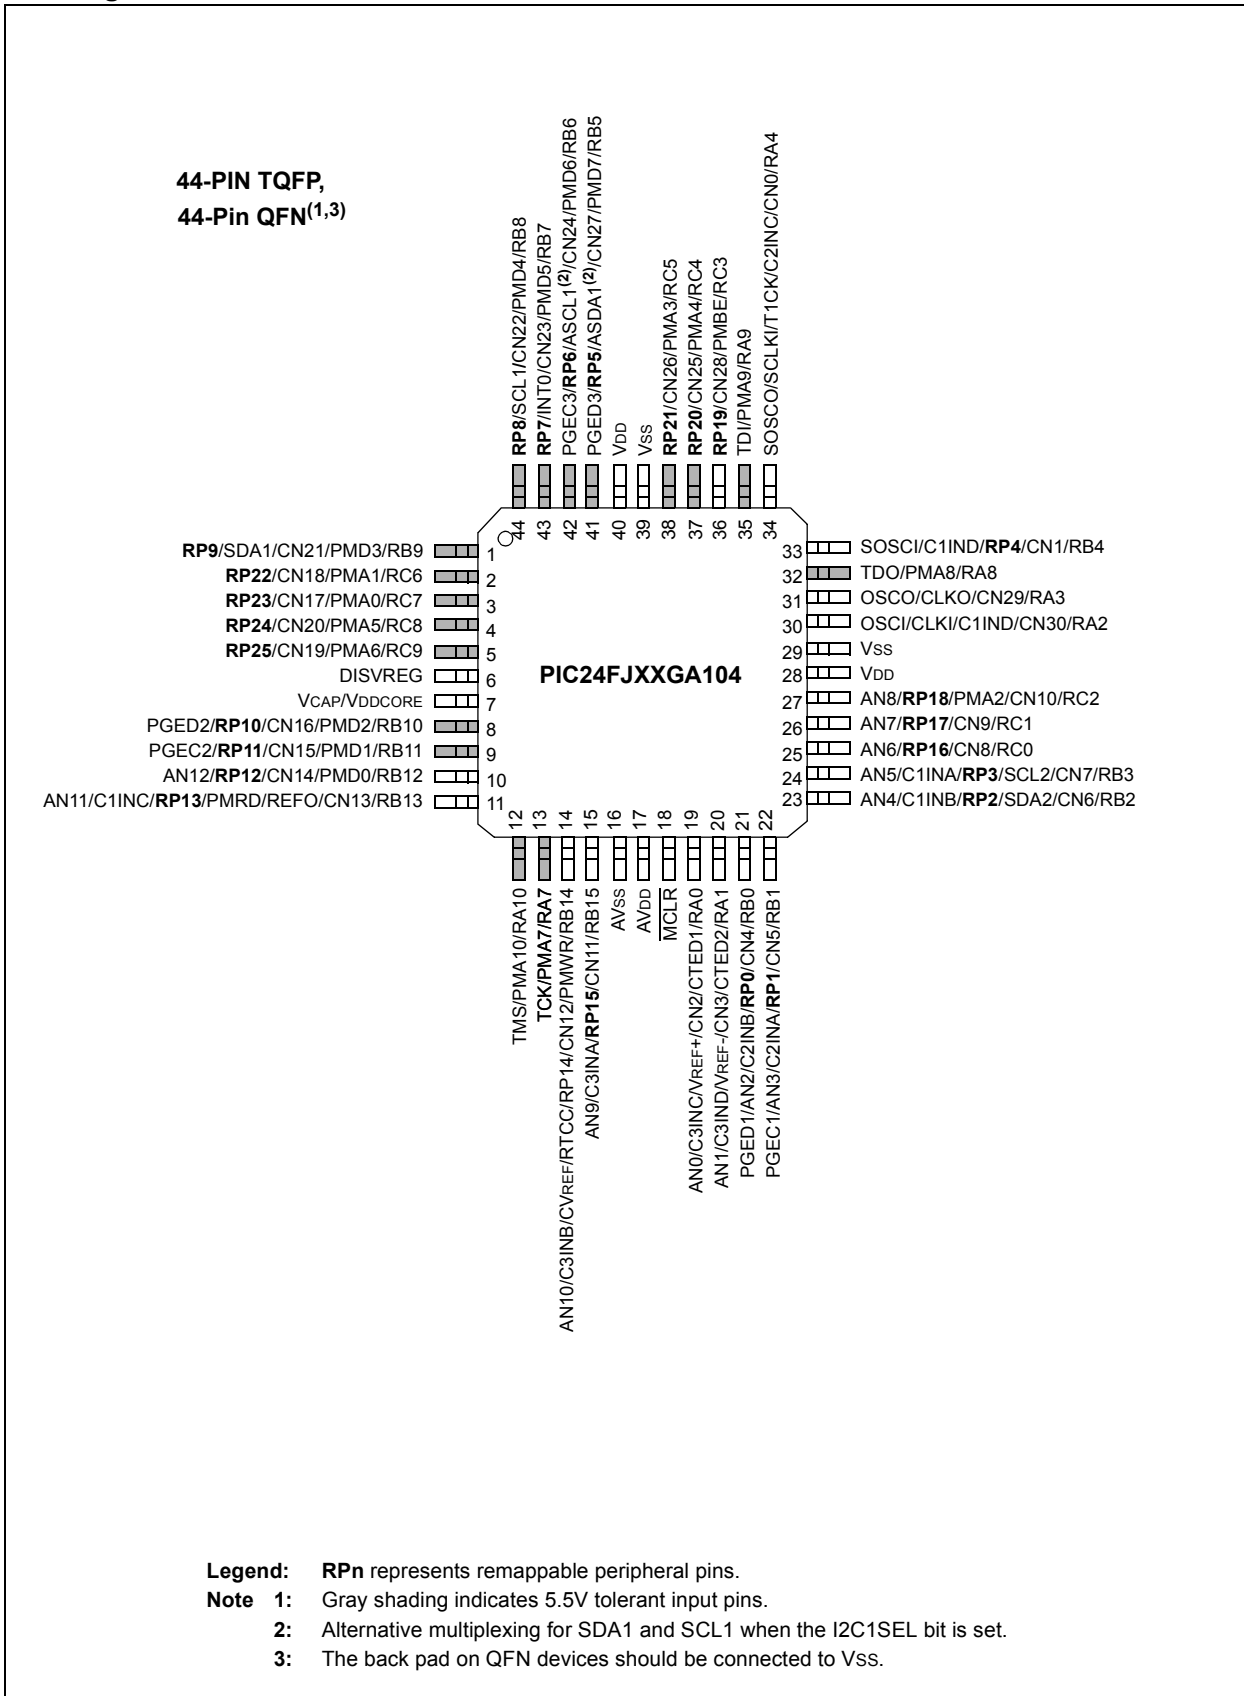 44-PIN TQFP,
44-Pin QFN(1,3)
RP8/SCL1/CN22/PMD4/RB8
RP7/INT0/CN23/PMD5/RB7
PGEC3/RP6/ASCL1(2)/CN24/PMD6/RB6
PGED3/RP5/ASDA1(2)/CN27/PMD7/RB5
VDD
VSS
RP21/CN26/PMA3/RC5
RP20/CN25/PMA4/RC4
RP19/CN28/PMBE/RC3
TDI/PMA9/RA9
SOSCO/SCLKI/T1CK/C2INC/CN0/RA4
44 43 42 41 40 39 38 37 36 35 34
RP9/SDA1/CN21/PMD3/RB9 1
RP22/CN18/PMA1/RC6 2
RP23/CN17/PMA0/RC7 3
RP24/CN20/PMA5/RC8 4
RP25/CN19/PMA6/RC9 5
DISVREG 6
VCAP/VDDCORE 7
PGED2/RP10/CN16/PMD2/RB10 8
PGEC2/RP11/CN15/PMD1/RB11 9
AN12/RP12/CN14/PMD0/RB12 10
AN11/C1INC/RP13/PMRD/REFO/CN13/RB13 11
PIC24FJXXGA104
33 SOSCI/C1IND/RP4/CN1/RB4
32 TDO/PMA8/RA8
31 OSCO/CLKO/CN29/RA3
30 OSCI/CLKI/C1IND/CN30/RA2
29 VSS
28 VDD
27 AN8/RP18/PMA2/CN10/RC2
26 AN7/RP17/CN9/RC1
25 AN6/RP16/CN8/RC0
24 AN5/C1INA/RP3/SCL2/CN7/RB3
23 AN4/C1INB/RP2/SDA2/CN6/RB2
12 13 14 15 16 17 18 19 20 21 22
TMS/PMA10/RA10
TCK/PMA7/RA7
AN10/C3INB/CVREF/RTCC/RP14/CN12/PMWR/RB14
AN9/C3INA/RP15/CN11/RB15
AVSS
AVDD
MCLR
AN0/C3INC/VREF+/CN2/CTED1/RA0
AN1/C3IND/VREF-/CN3/CTED2/RA1
PGED1/AN2/C2INB/RP0/CN4/RB0
PGEC1/AN3/C2INA/RP1/CN5/RB1
Legend: RPn represents remappable peripheral pins.
Note 1: Gray shading indicates 5.5V tolerant input pins.
2: Alternative multiplexing for SDA1 and SCL1 when the I2C1SEL bit is set.
3: The back pad on QFN devices should be connected to VSS.